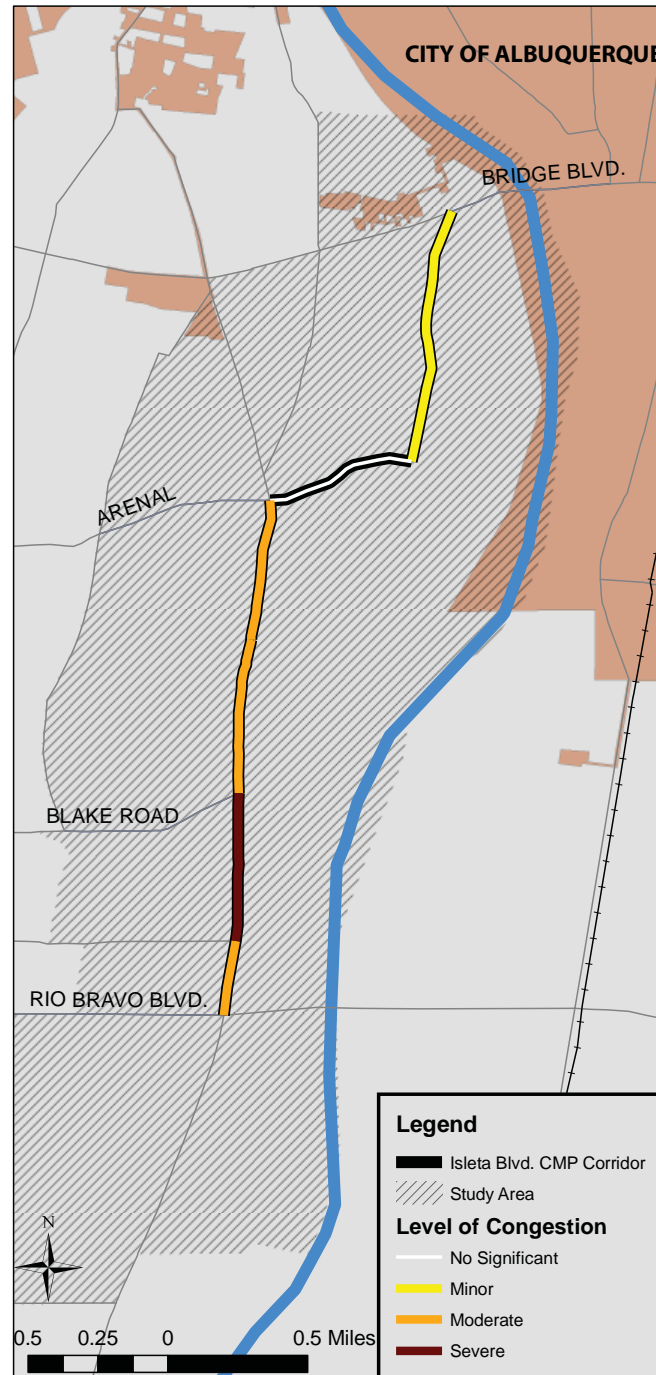 CITY OF ALBUQUERQUE
BRIDGE BLVD.
ARENAL
BLAKE ROAD
RIO BRAVO BLVD.
Legend
Isleta Blvd. CMP Corridor
Study Area
Level of Congestion
No Significant
Minor
Moderate
Severe
N
0.5 0.25 0 0.5 Miles